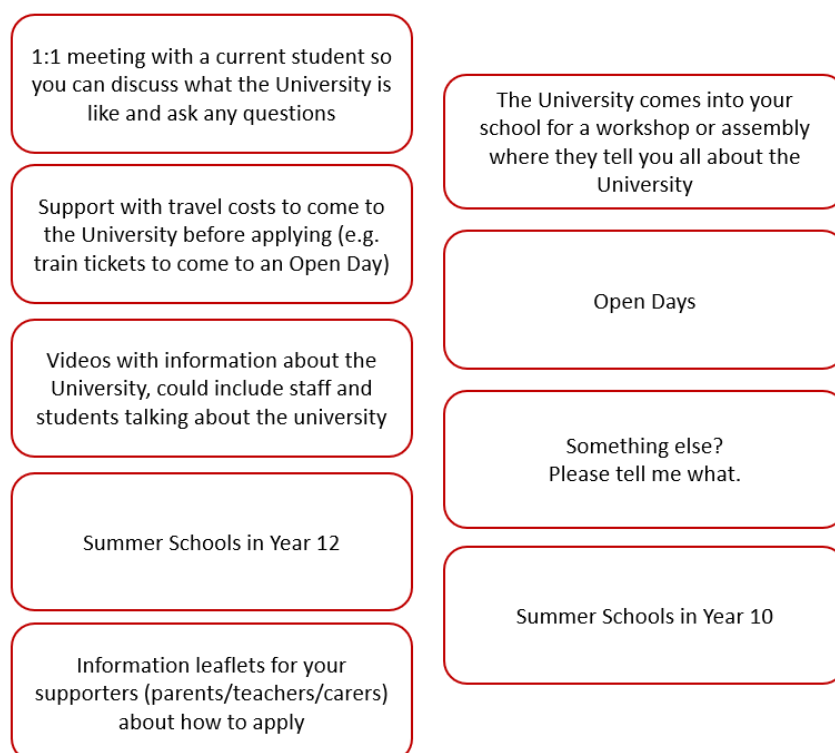 1:1 meeting with a current student so
you can discuss what the University is
like and ask any questions
Support with travel costs to come to
the University before applying (e.g.
train tickets to come to an Open Day)
Videos with information about the
University, could include staff and
students talking about the university
Summer Schools in Year 12
Information leaflets for your
supporters (parents/teachers/carers)
about how to apply
The University comes into your
school for a workshop or assembly
where they tell you all about the
University
Open Days
Something else?
Please tell me what.
Summer Schools in Year 10